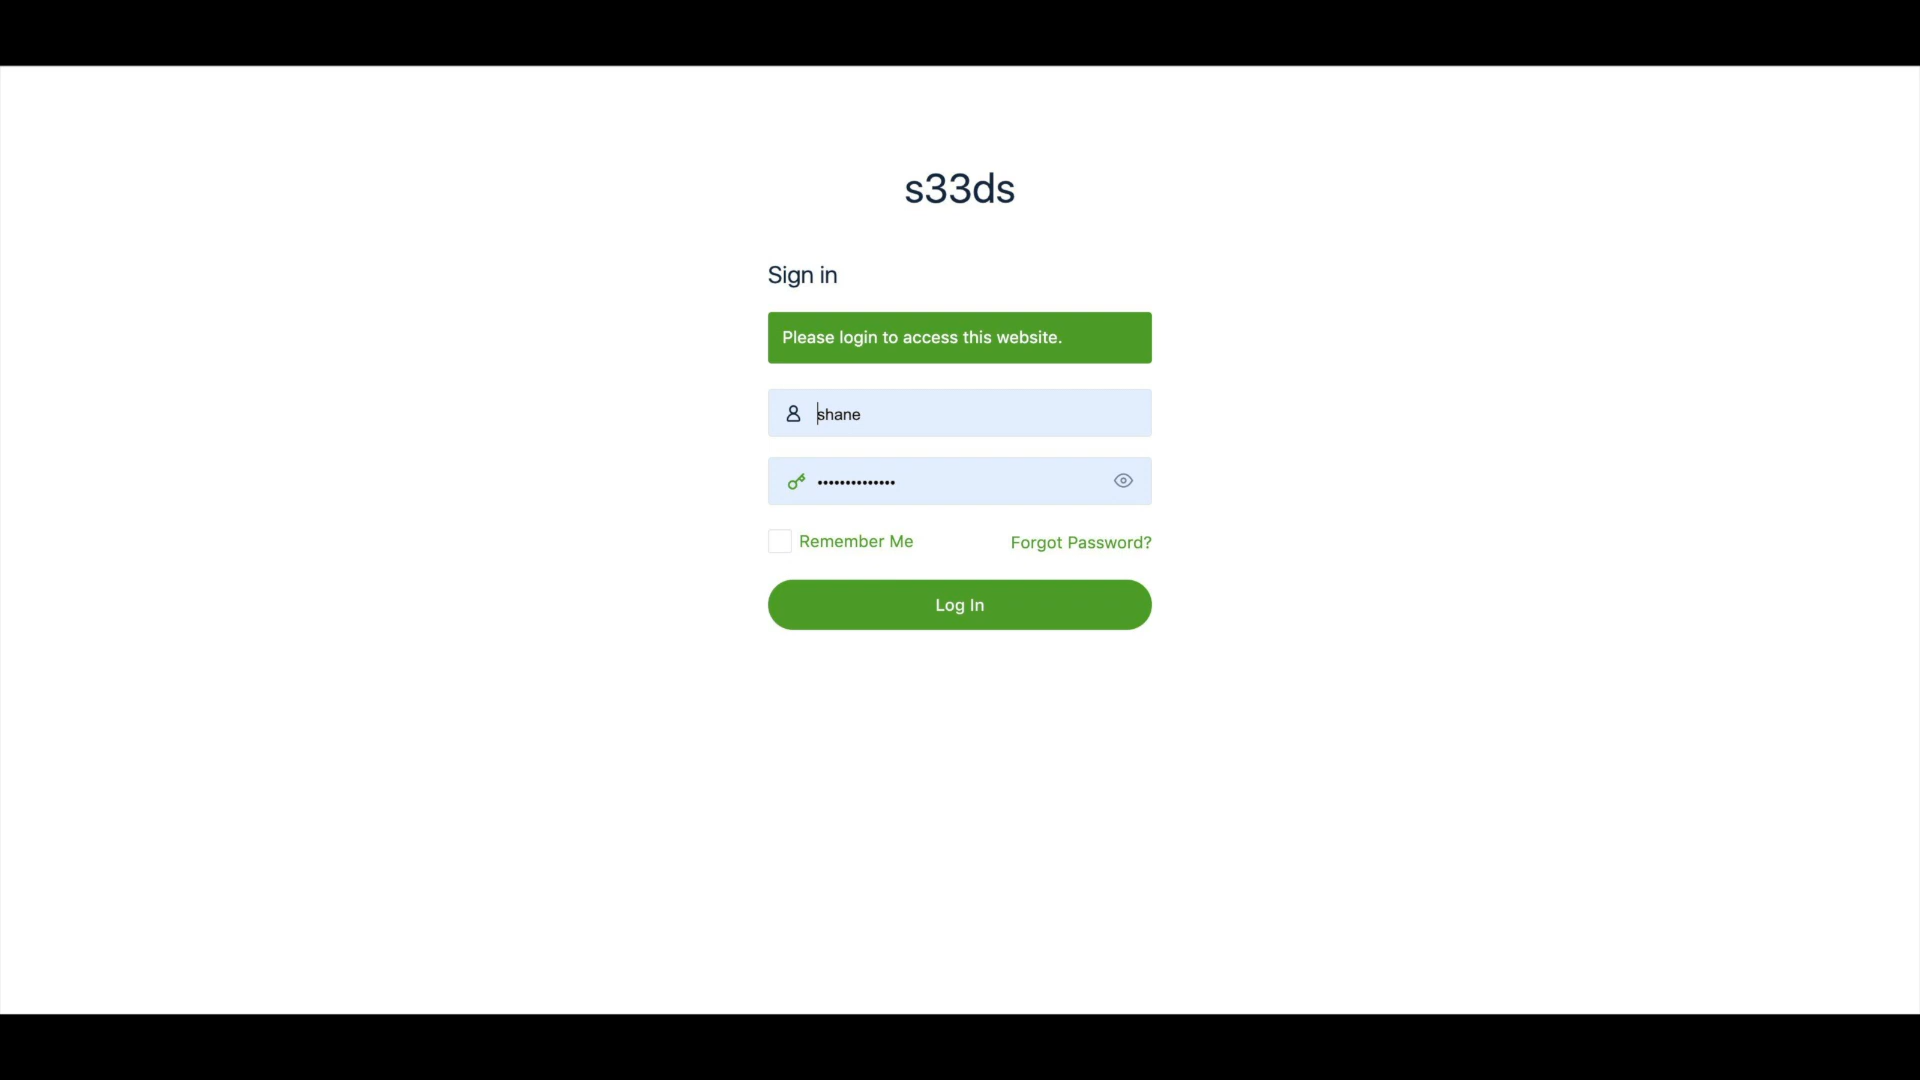 s33ds
Sign in
Please login to access this website.
shane
••••••••••••••
Remember Me
Forgot Password?
Log In